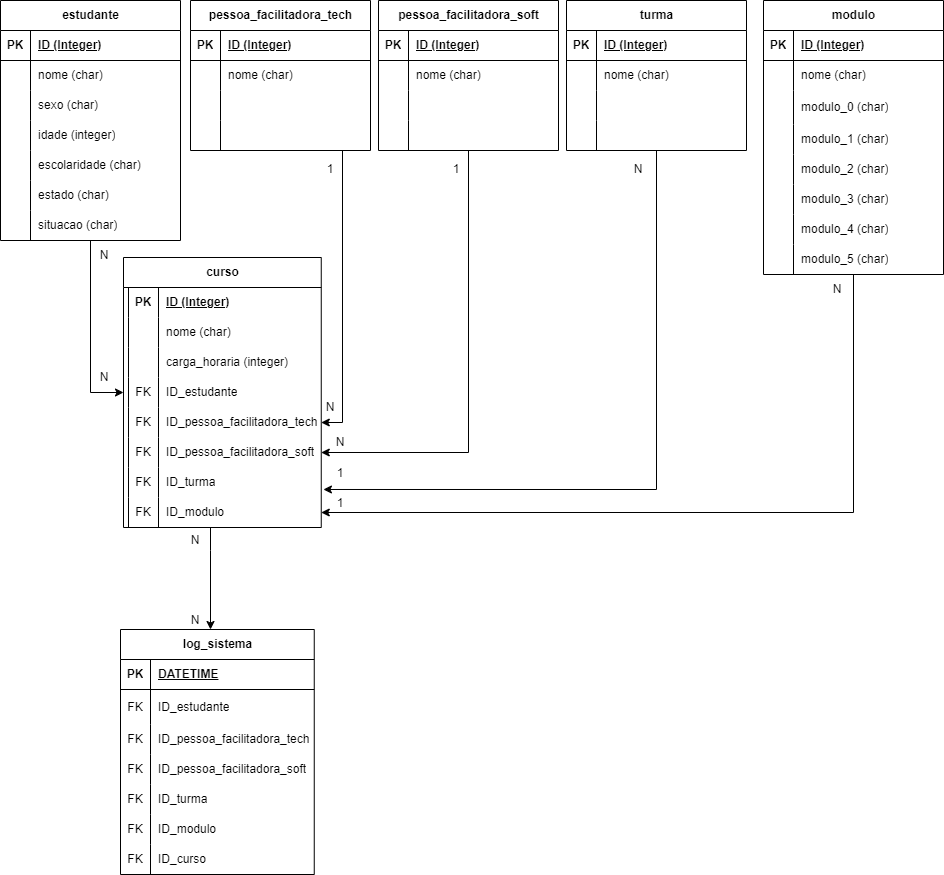 estudante
PK ID (Integer)
nome (char)
sexo (char)
idade (integer)
escolaridade (char)
estado (char)
situacao (char)
pessoa_facilitadora_tech
PK ID (Integer)
nome (char)
pessoa_facilitadora_soft
PK ID (Integer)
nome (char)
turma
PK ID (Integer)
nome (char)
modulo
PK ID (Integer)
nome (char)
modulo_0 (char)
modulo_1 (char)
modulo_2 (char)
modulo_3 (char)
modulo_4 (char)
modulo_5 (char)
N
1
1
N
N
curso
PK ID (Integer)
nome (char)
carga_horaria (integer)
FK ID_estudante
FK ID_pessoa_facilitadora_tech
FK ID_pessoa_facilitadora_soft
FK ID_turma
FK ID_modulo
N
N
N
1
1
N
N
log_sistema
PK DATETIME
FK ID_estudante
FK ID_pessoa_facilitadora_tech
FK ID_pessoa_facilitadora_soft
FK ID_turma
FK ID_modulo
FK ID_curso